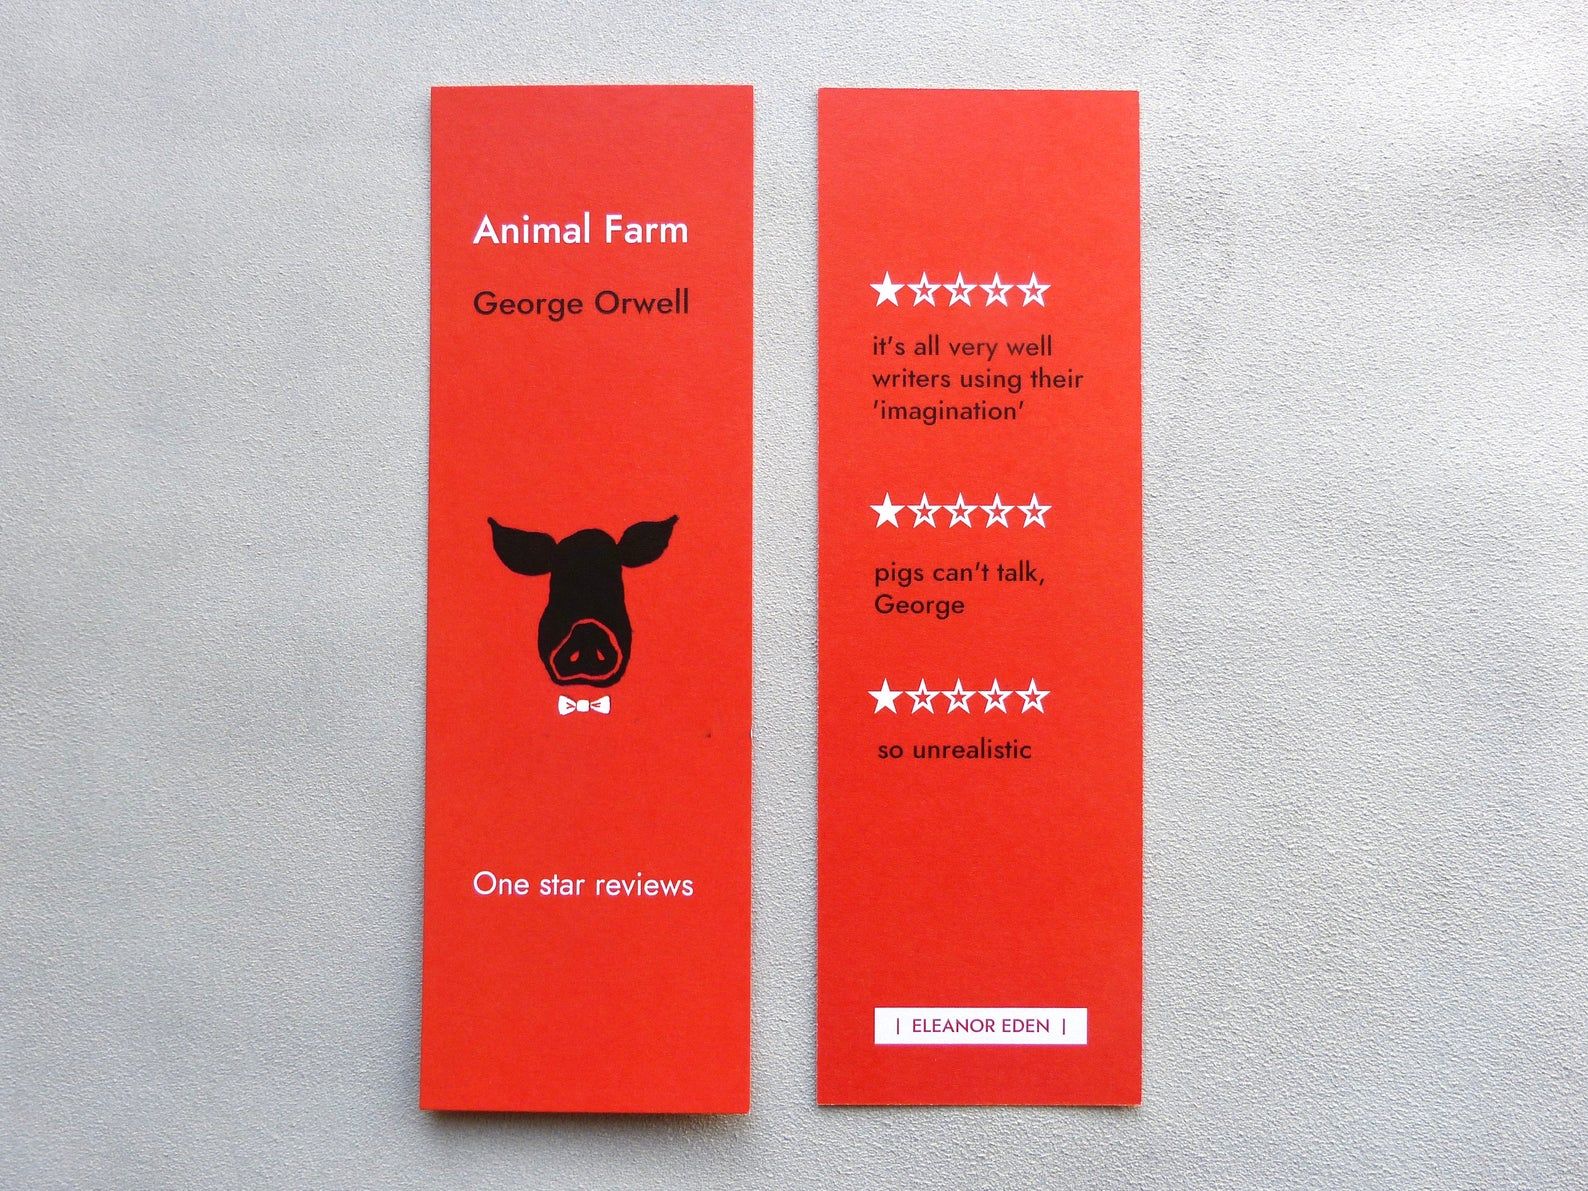 Animal Farm
George Orwell
One star reviews
it's all very well
writers using their
'imagination'
pigs can't talk,
George
so unrealistic
| ELEANOR EDEN |